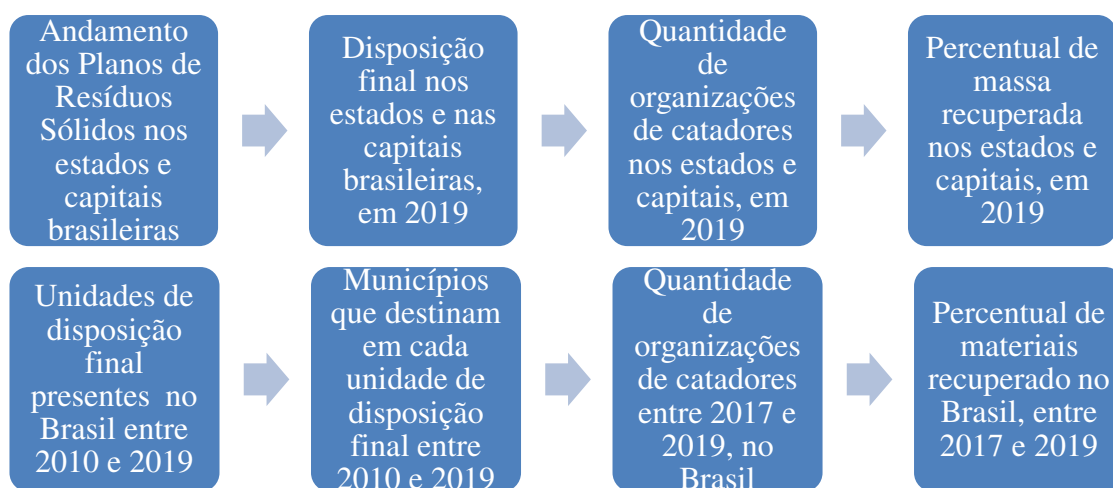 Andamento
dos Planos de
Resíduos
Sólidos nos
estados e
capitais
brasileiras
Disposição
final nos
estados e nas
capitais
brasileiras,
em 2019
Quantidade
de
organizações
de catadores
nos estados e
capitais, em
2019
Percentual de
massa
recuperada
nos estados e
capitais, em
2019
Unidades de
disposição
final
presentes no
Brasil entre
2010 e 2019
Municípios
que destinam
em cada
unidade de
disposição
final entre
2010 e 2019
Quantidade
de
organizações
de catadores
entre 2017 e
2019, no
Brasil
Percentual de
materiais
recuperado no
Brasil, entre
2017 e 2019